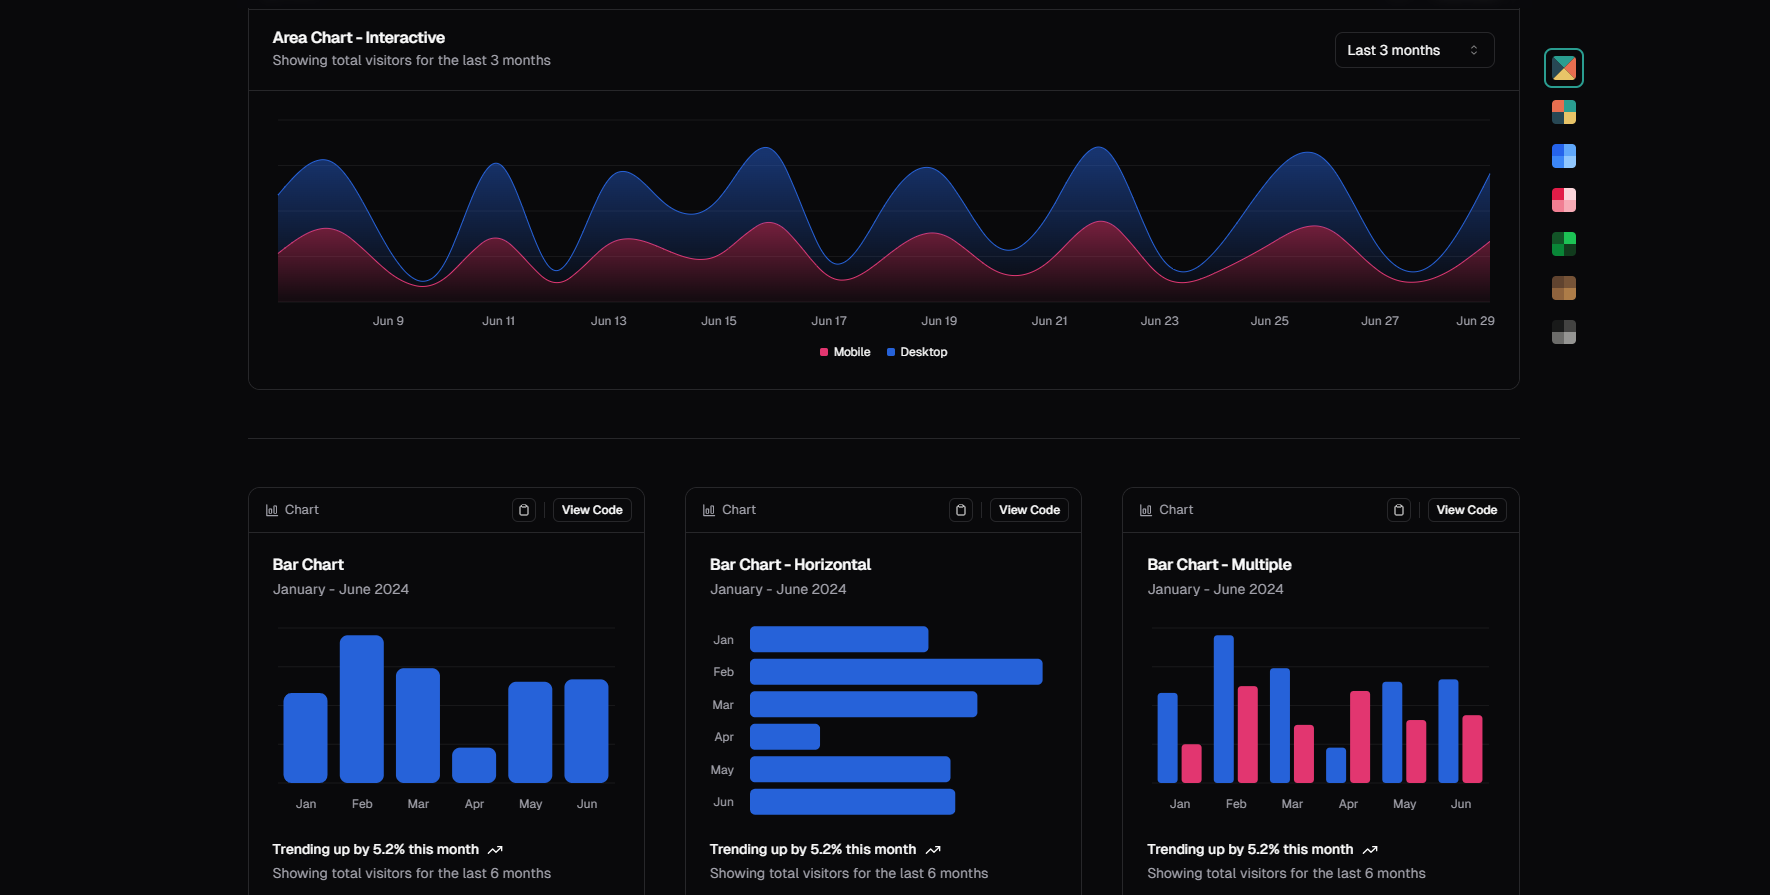 Area Chart - Interactive
Showing total visitors for the last 3 months
Last 3 months
Jun 9 Jun 11 Jun 13 Jun 15 Jun 17 Jun 19 Jun 21 Jun 23 Jun 25 Jun 27 Jun 29
Mobile Desktop
Chart View Code
Bar Chart
January - June 2024
Jan Feb Mar Apr May Jun
Trending up by 5.2% this month
Showing total visitors for the last 6 months
Chart View Code
Bar Chart - Horizontal
January - June 2024
Jan
Feb
Mar
Apr
May
Jun
Trending up by 5.2% this month
Showing total visitors for the last 6 months
Chart View Code
Bar Chart - Multiple
January - June 2024
Jan Feb Mar Apr May Jun
Trending up by 5.2% this month
Showing total visitors for the last 6 months